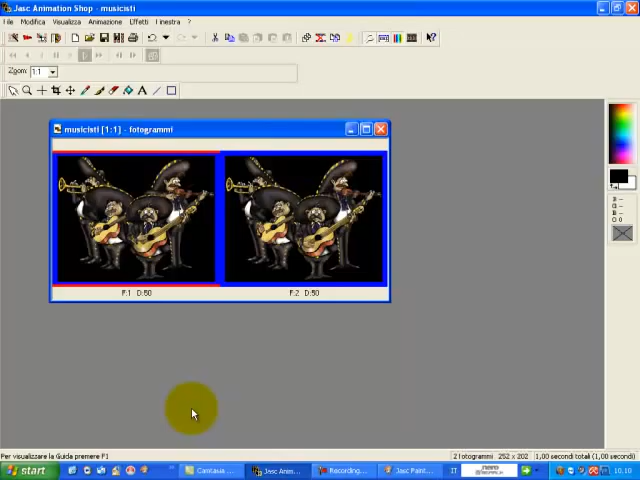 Jasc Animation Shop - musicisti
File Modifica Visualizza Animazione Effetti Finestra ?
Zoom: 1:1
musicisti [1:1] - fotogrammi
F:1 D:50 F:2 D:50
Per visualizzare la Guida premere F1
2 fotogrammi 252 x 202 1,00 secondi totali (1,00 secondi)
start
Camtasia ...
Jasc Anim...
Recording...
Jasc Paint...
IT
10.10